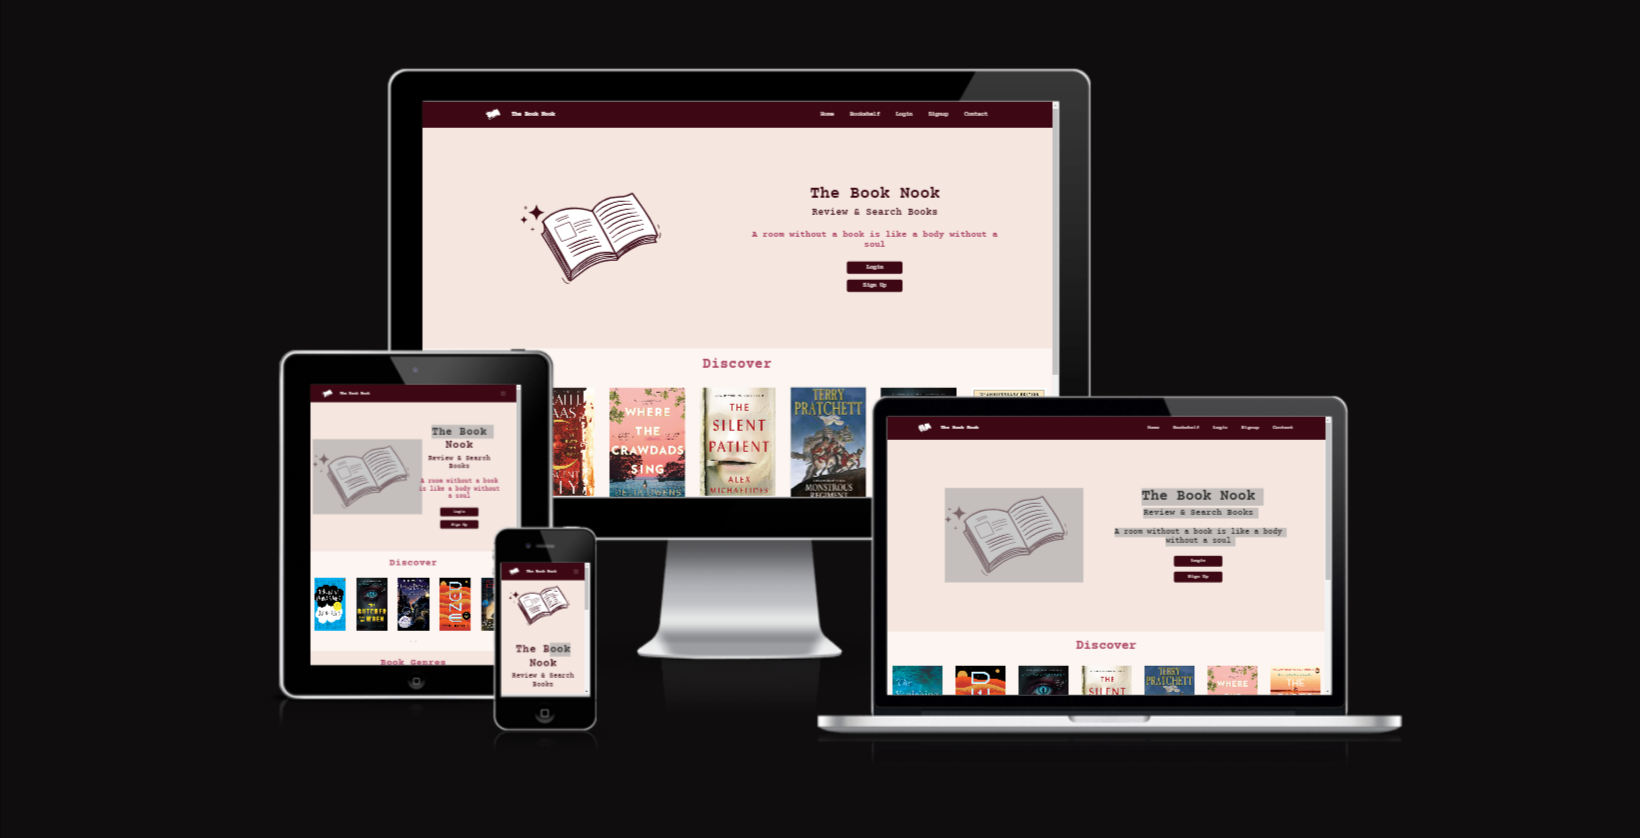 The Book Nook
Home Bookshelf Login Signup Contact
The Book Nook
Review & Search Books
A room without a book is like a body without a
soul
Login
Sign Up
Discover
WHERE
THE
CRAWDADS
SING
THE
SILENT
PATIENT
ALEX
MICHAELIDES
TERRY
PRATCHETT
MONSTROUS
REGIMENT
The Book Nook
The Book
Nook
Review & Search
Books
A room without a book
is like a body without
a soul
Login
Sign Up
Discover
DUNE
Book Genres
The Book Nook
The Book
Nook
Review & Search
Books
The Book Nook
Home Bookshelf Login Signup Contact
The Book Nook
Review & Search Books
A room without a book is like a body
without a soul
Login
Sign Up
Discover
THE
SILENT
TERRY
PRATCHETT
WHERE
THE